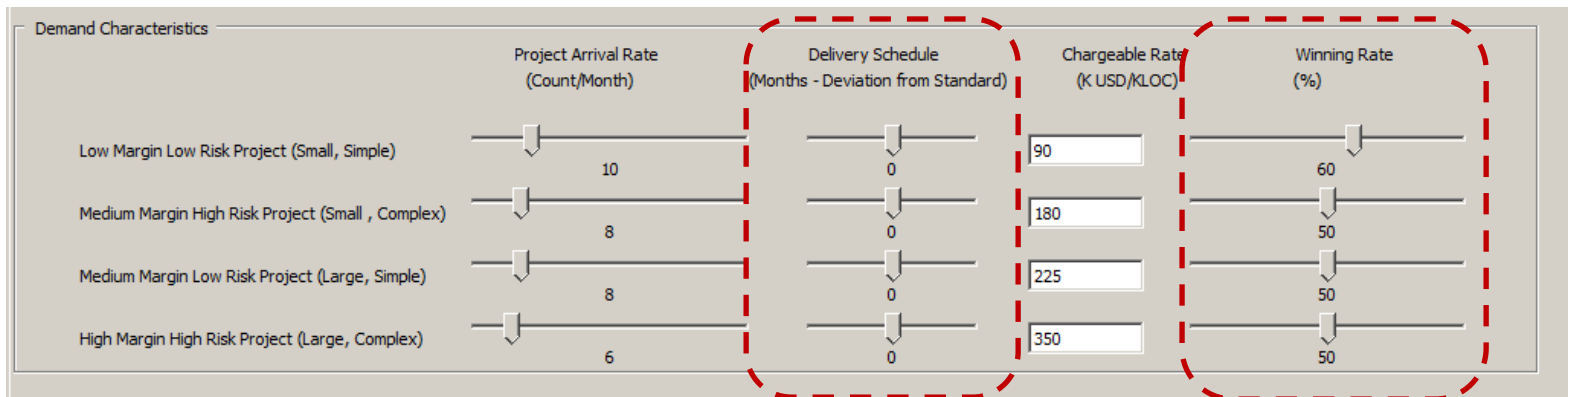 Demand Characteristics
Project Arrival Rate Delivery Schedule Chargeable Rate Winning Rate
(Count/Month) (Months - Deviation from Standard) (K USD/KLOC) (%)
Low Margin Low Risk Project (Small, Simple) 90
10 0 60
Medium Margin High Risk Project (Small , Complex) 180
8 0 50
Medium Margin Low Risk Project (Large, Simple) 225
8 0 50
High Margin High Risk Project (Large, Complex) 350
6 0 50